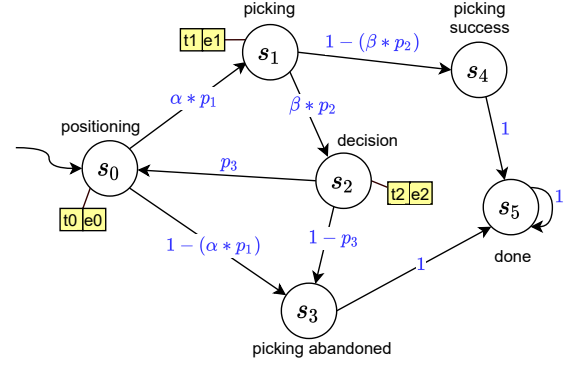 picking
picking
success
t1 e1
s₁
1 − (β * p₂)
s₄
α * p₁
β * p₂
positioning
decision
1
s₀
p₃
s₂
t2 e2
1
s₅
t0 e0
1 − (α * p₁)
1 − p₃
done
1
s₃
picking abandoned